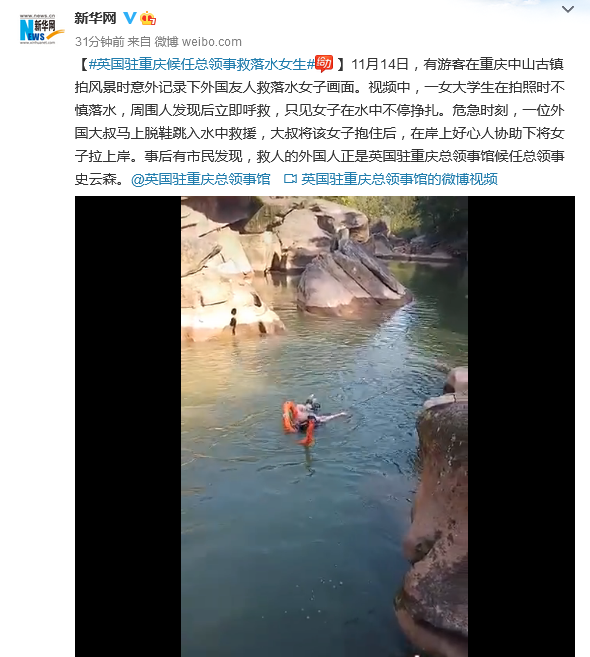 www.news.cn
新华网
NEWS
www.xinhuanet.com
新华网
31分钟前 来自 微博 weibo.com
【#英国驻重庆候任总领事救落水女生#】11月14日，有游客在重庆中山古镇
拍风景时意外记录下外国友人救落水女子画面。视频中，一女大学生在拍照时不
慎落水，周围人发现后立即呼救，只见女子在水中不停挣扎。危急时刻，一位外
国大叔马上脱鞋跳入水中救援，大叔将该女子抱住后，在岸上好心人协助下将女
子拉上岸。事后有市民发现，救人的外国人正是英国驻重庆总领事馆候任总领事
史云森。@英国驻重庆总领事馆 英国驻重庆总领事馆的微博视频